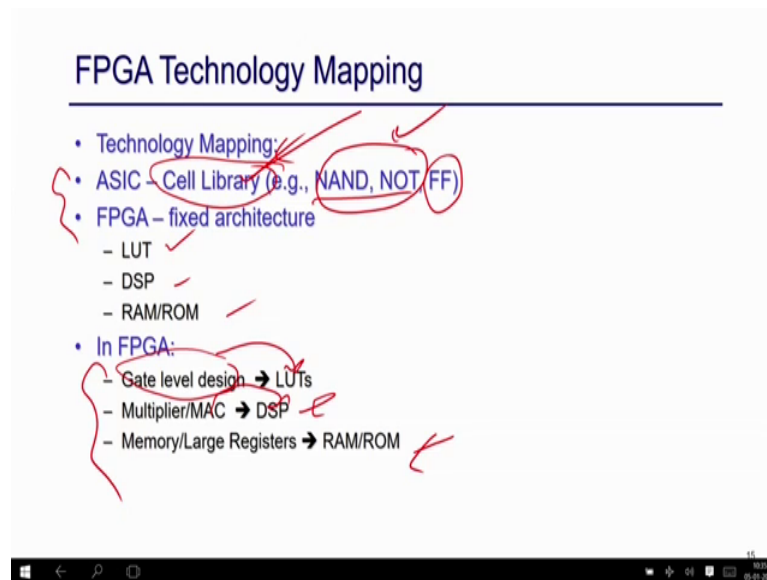 FPGA Technology Mapping
• Technology Mapping:
• ASIC – Cell Library (e.g., NAND, NOT, FF)
• FPGA – fixed architecture
– LUT
– DSP
– RAM/ROM
• In FPGA:
– Gate level design ➔ LUTs
– Multiplier/MAC ➔ DSP
– Memory/Large Registers ➔ RAM/ROM
15